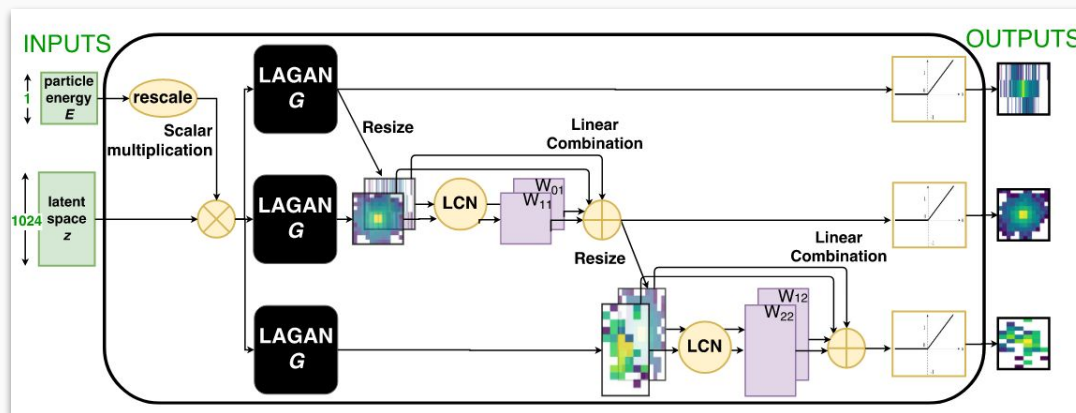 INPUTS
OUTPUTS
particle
energy
E
1
rescale
Scalar
multiplication
latent
space
z
1024
LAGAN
G
Resize
LAGAN
G
LCN
W01
W11
Linear
Combination
Resize
LAGAN
G
LCN
W12
W22
Linear
Combination